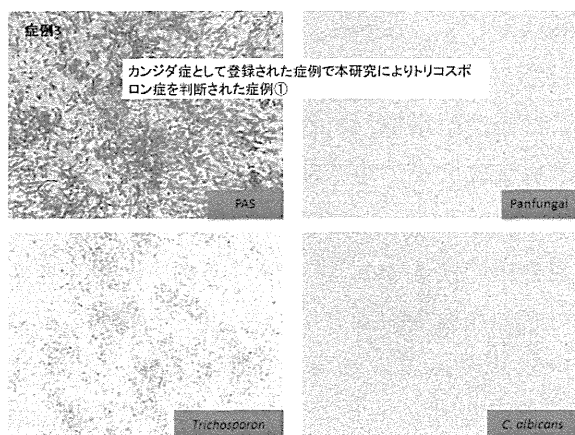 症例3
カンジダ症として登録された症例で本研究によりトリコスポ
ロン症を判断された症例①
PAS
Panfungal
Trichosporon
C. albicans